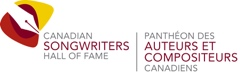 CANADIAN
SONGWRITERS
HALL OF FAME
PANTHÉON DES
AUTEURS ET
COMPOSITEURS
CANADIENS